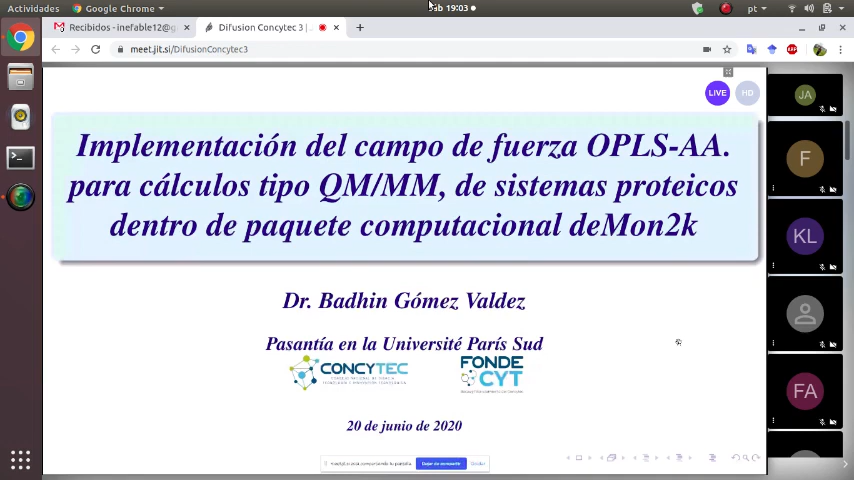 Actividades
Google Chrome
sáb 19:03
pt
Recibidos - inefable12@g
Difusion Concytec 3 |
meet.jit.si/DifusionConcytec3
ABP
LIVE
HD
JA
Implementación del campo de fuerza OPLS-AA.
para cálculos tipo QM/MM, de sistemas proteicos
dentro de paquete computacional deMon2k
F
KL
Dr. Badhin Gómez Valdez
Pasantía en la Université París Sud
CONCYTEC
FONDE
CYT
FA
20 de junio de 2020
Dejar de compartir
Ocultar